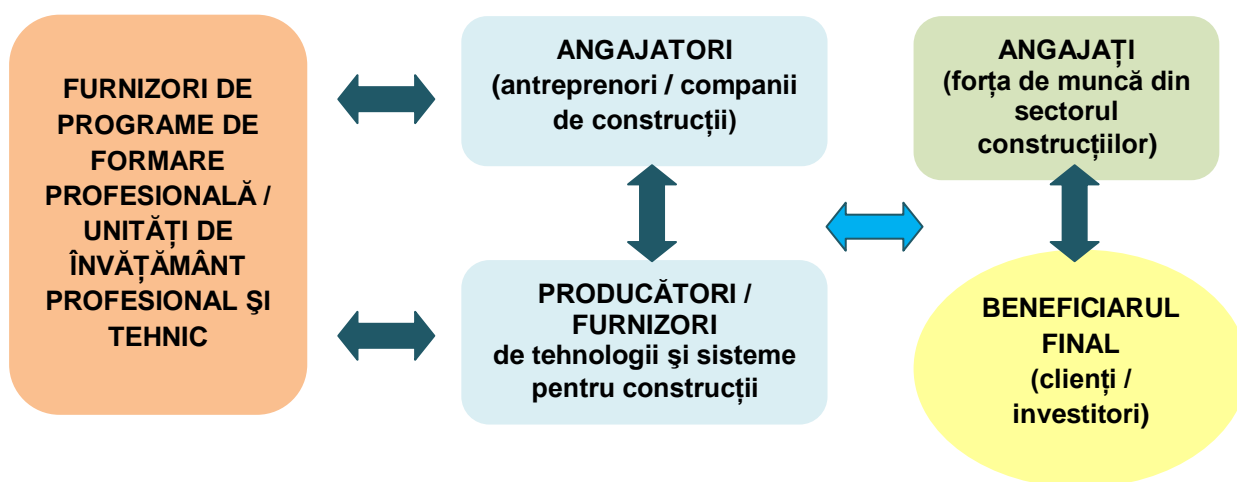 FURNIZORI DE
PROGRAME DE
FORMARE
PROFESIONALĂ /
UNITĂȚI DE
ÎNVĂȚĂMÂNT
PROFESIONAL ŞI
TEHNIC
ANGAJATORI
(antreprenori / companii
de construcții)
PRODUCĂTORI /
FURNIZORI
de tehnologii şi sisteme
pentru construcții
ANGAJAȚI
(forța de muncă din
sectorul
construcțiilor)
BENEFICIARUL
FINAL
(clienți /
investitori)